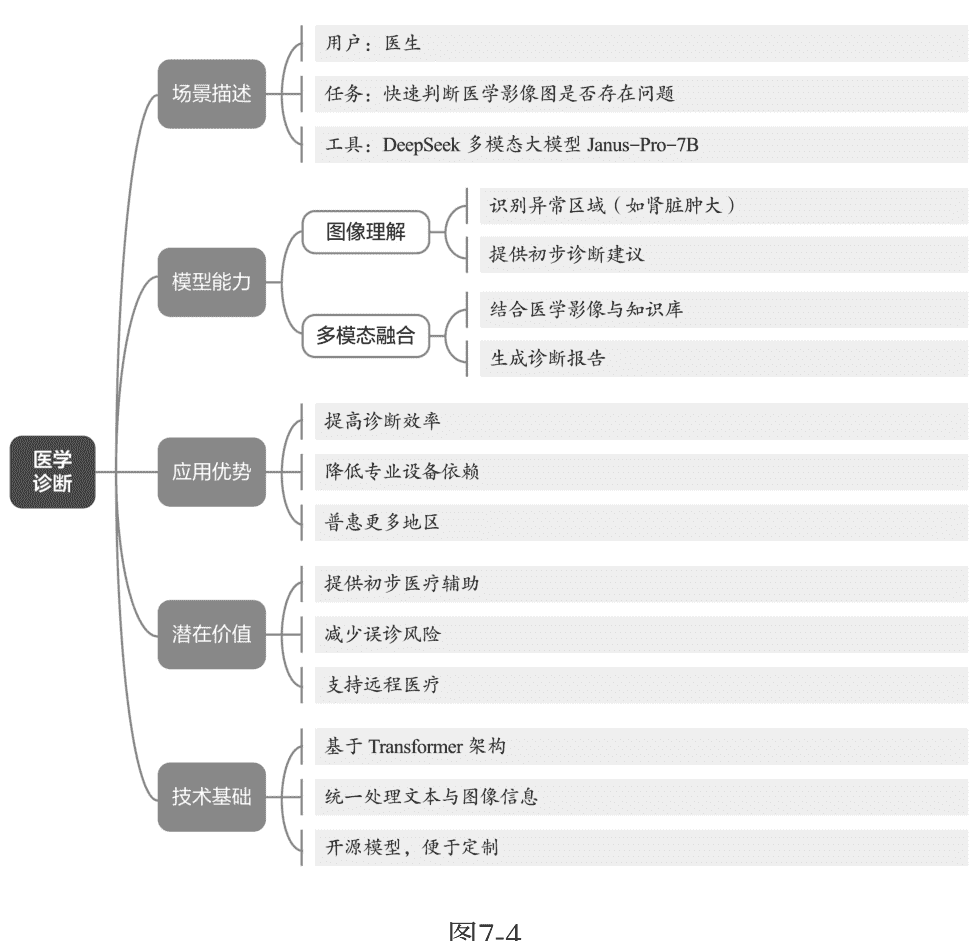 医学
诊断
场景描述
用户：医生
任务：快速判断医学影像图是否存在问题
工具：DeepSeek 多模态大模型 Janus-Pro-7B
模型能力
图像理解
识别异常区域（如肾脏肿大）
提供初步诊断建议
多模态融合
结合医学影像与知识库
生成诊断报告
应用优势
提高诊断效率
降低专业设备依赖
普惠更多地区
潜在价值
提供初步医疗辅助
减少误诊风险
支持远程医疗
技术基础
基于 Transformer 架构
统一处理文本与图像信息
开源模型，便于定制
图7-4